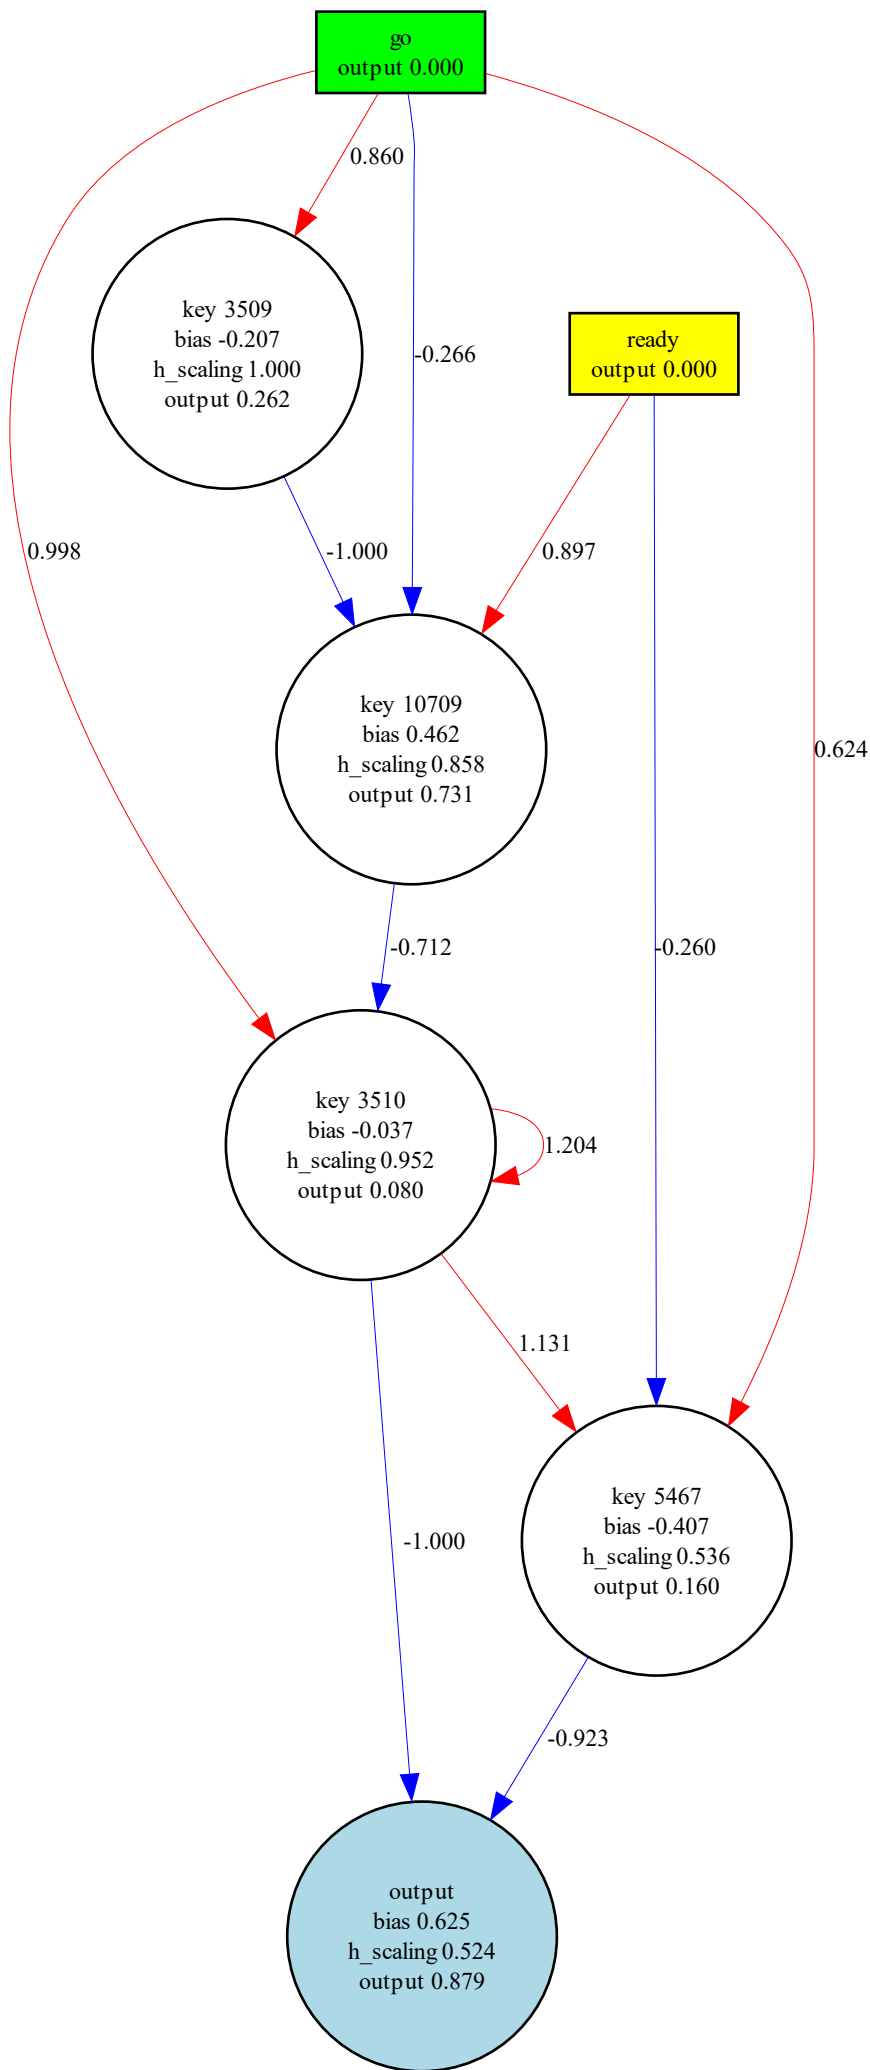 go
output 0.000
0.860
key 3509
bias -0.207
h_scaling 1.000
output 0.262
-0.266
ready
output 0.000
0.998
-1.000
0.897
key 10709
bias 0.462
h_scaling 0.858
output 0.731
0.624
-0.712
-0.260
key 3510
bias -0.037
h_scaling 0.952
output 0.080
1.204
1.131
key 5467
bias -0.407
h_scaling 0.536
output 0.160
-1.000
-0.923
output
bias 0.625
h_scaling 0.524
output 0.879